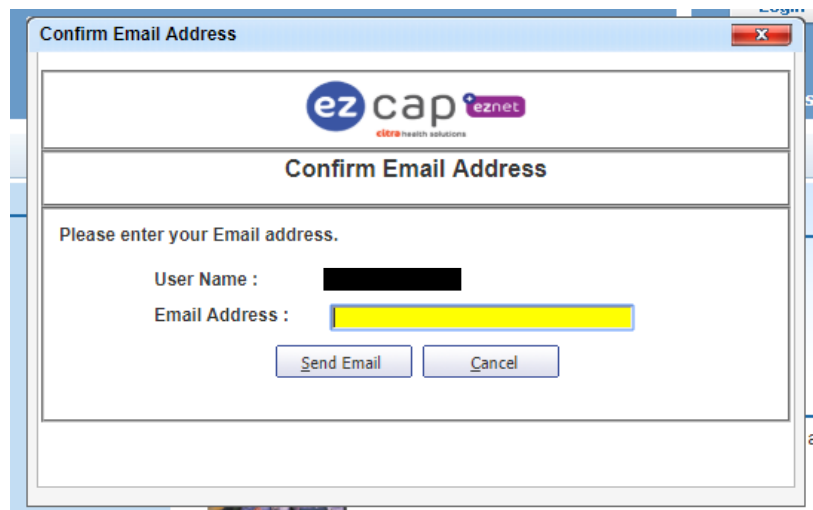 Login
Confirm Email Address
x
ez cap +eznet
citra health solutions
Confirm Email Address
Please enter your Email address.
User Name :
Email Address :
Send Email Cancel